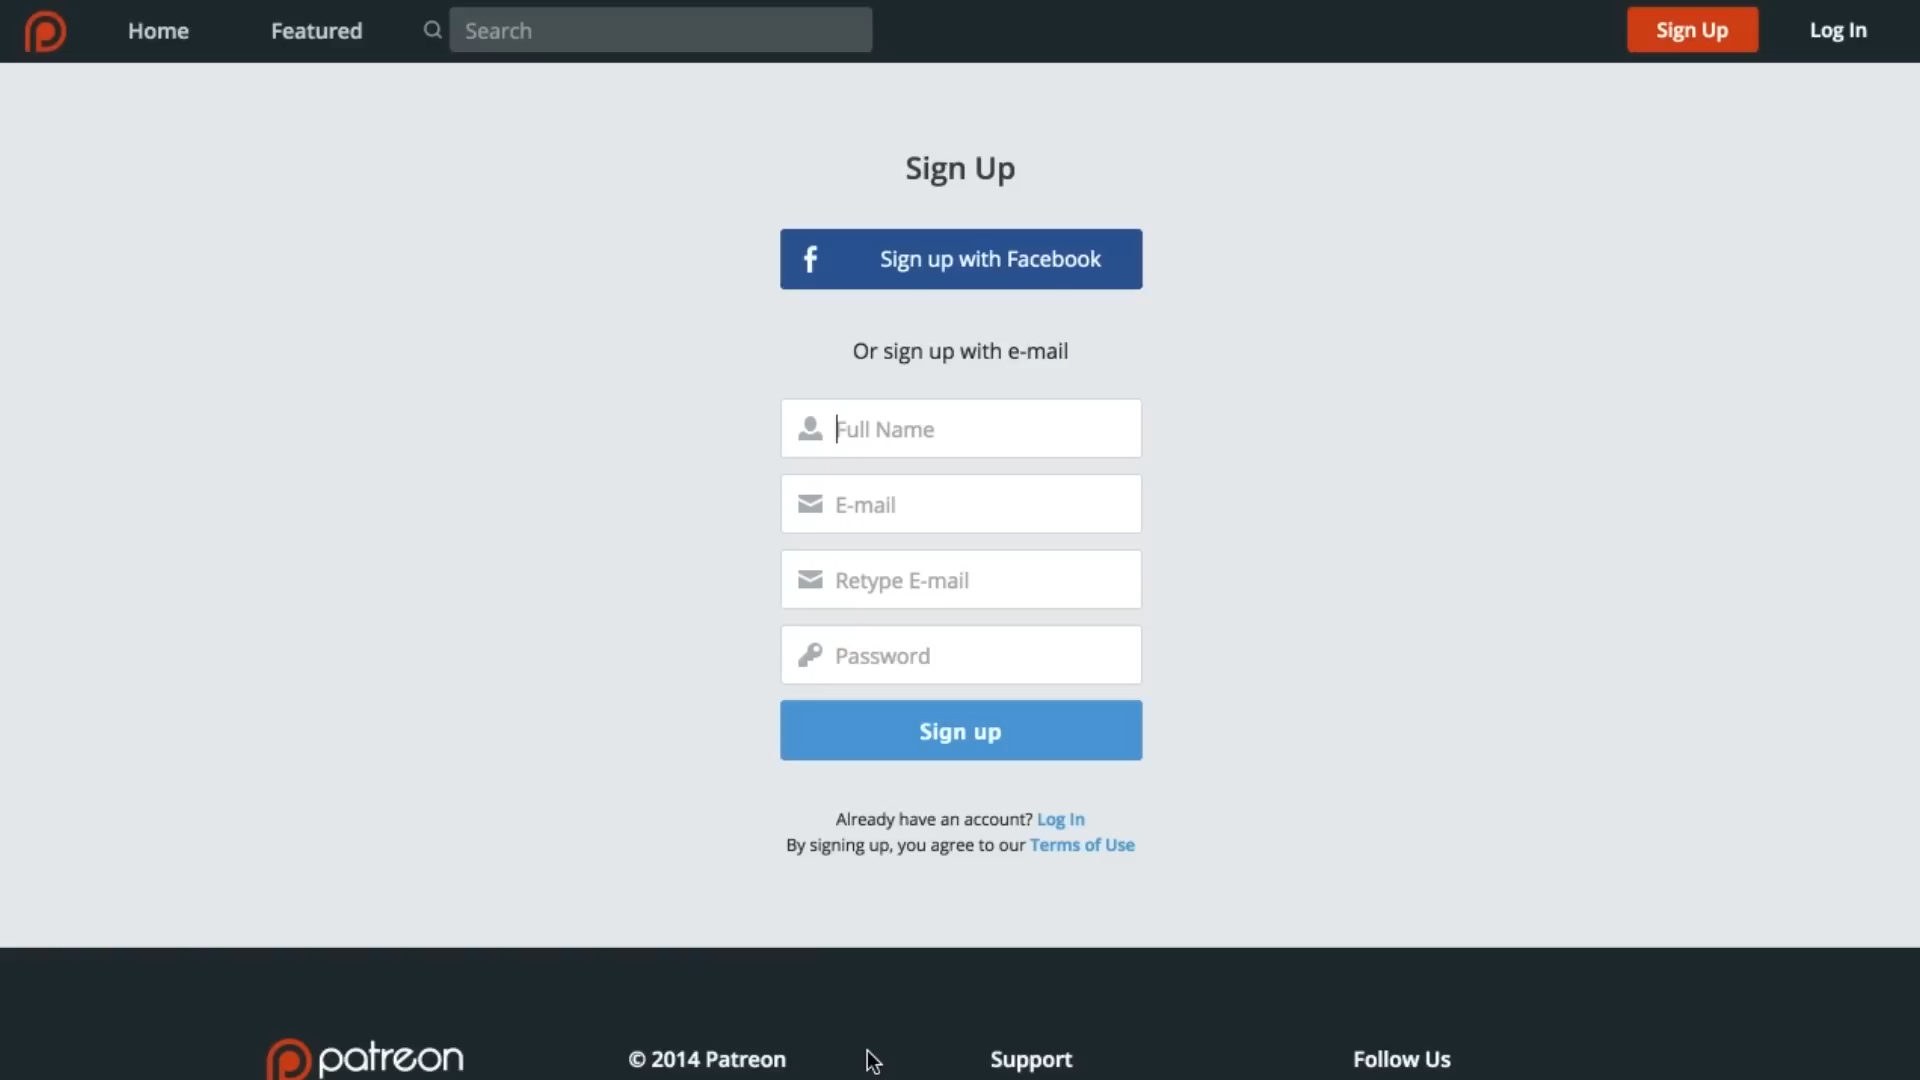 Home
Featured
Search
Sign Up
Log In
Sign Up
Sign up with Facebook
Or sign up with e-mail
Full Name
E-mail
Retype E-mail
Password
Sign up
Already have an account? Log In
By signing up, you agree to our Terms of Use
patreon
© 2014 Patreon
Support
Follow Us